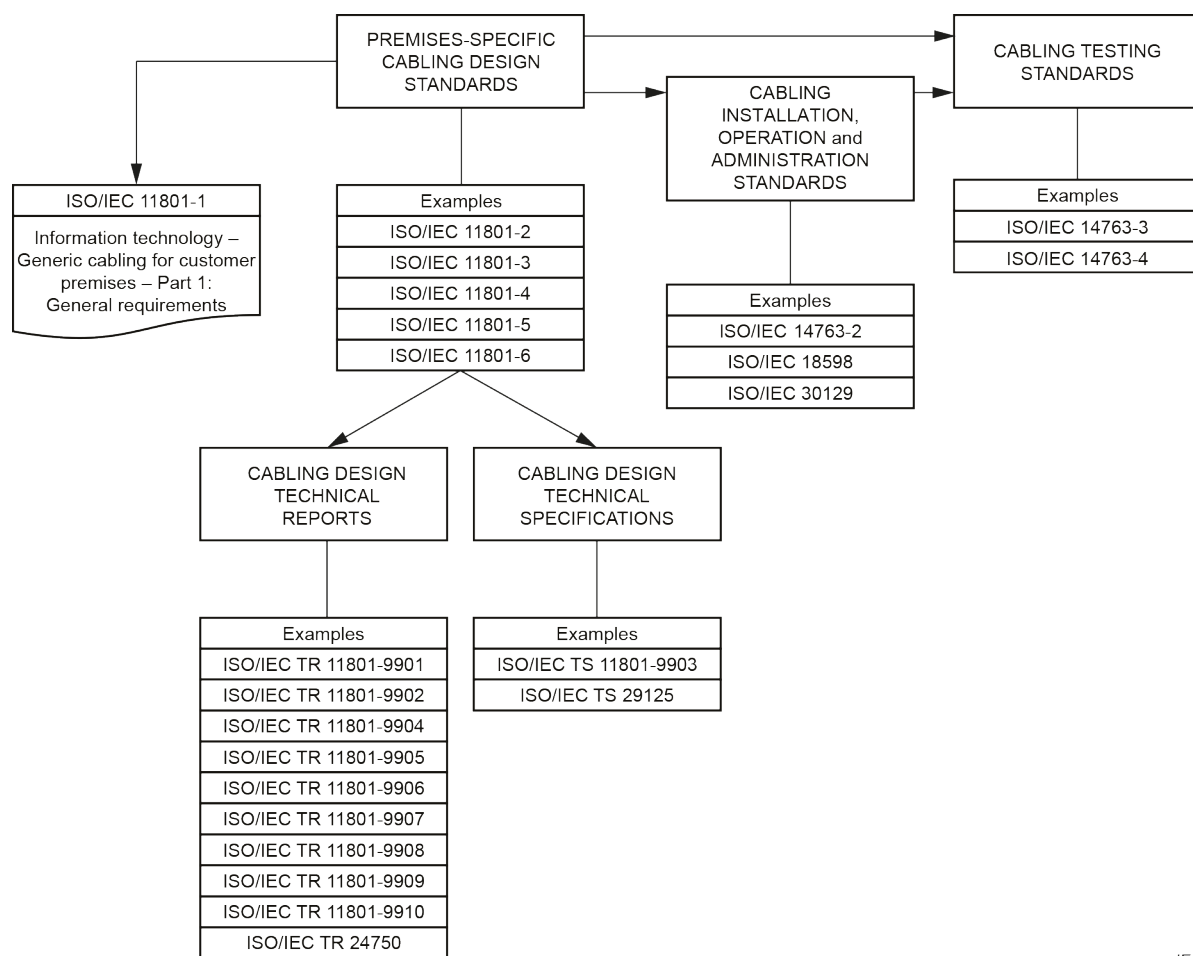 PREMISES-SPECIFIC
CABLING DESIGN
STANDARDS
CABLING TESTING
STANDARDS
CABLING
INSTALLATION,
OPERATION and
ADMINISTRATION
STANDARDS
ISO/IEC 11801-1
Information technology –
Generic cabling for customer
premises – Part 1:
General requirements
Examples
ISO/IEC 11801-2
ISO/IEC 11801-3
ISO/IEC 11801-4
ISO/IEC 11801-5
ISO/IEC 11801-6
Examples
ISO/IEC 14763-2
ISO/IEC 18598
ISO/IEC 30129
Examples
ISO/IEC 14763-3
ISO/IEC 14763-4
CABLING DESIGN
TECHNICAL
REPORTS
CABLING DESIGN
TECHNICAL
SPECIFICATIONS
Examples
ISO/IEC TR 11801-9901
ISO/IEC TR 11801-9902
ISO/IEC TR 11801-9904
ISO/IEC TR 11801-9905
ISO/IEC TR 11801-9906
ISO/IEC TR 11801-9907
ISO/IEC TR 11801-9908
ISO/IEC TR 11801-9909
ISO/IEC TR 11801-9910
ISO/IEC TR 24750
Examples
ISO/IEC TS 11801-9903
ISO/IEC TS 29125